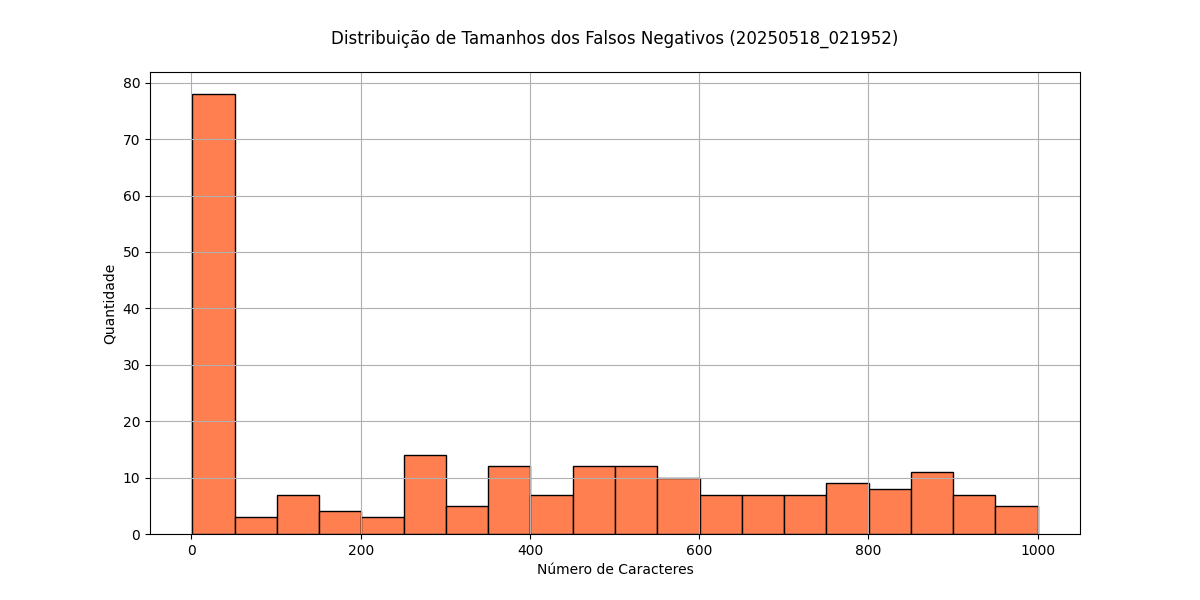 Distribuição de Tamanhos dos Falsos Negativos (20250518_021952)
80
70
60
50
40
30
20
10
0
Quantidade
0 200 400 600 800 1000
Número de Caracteres